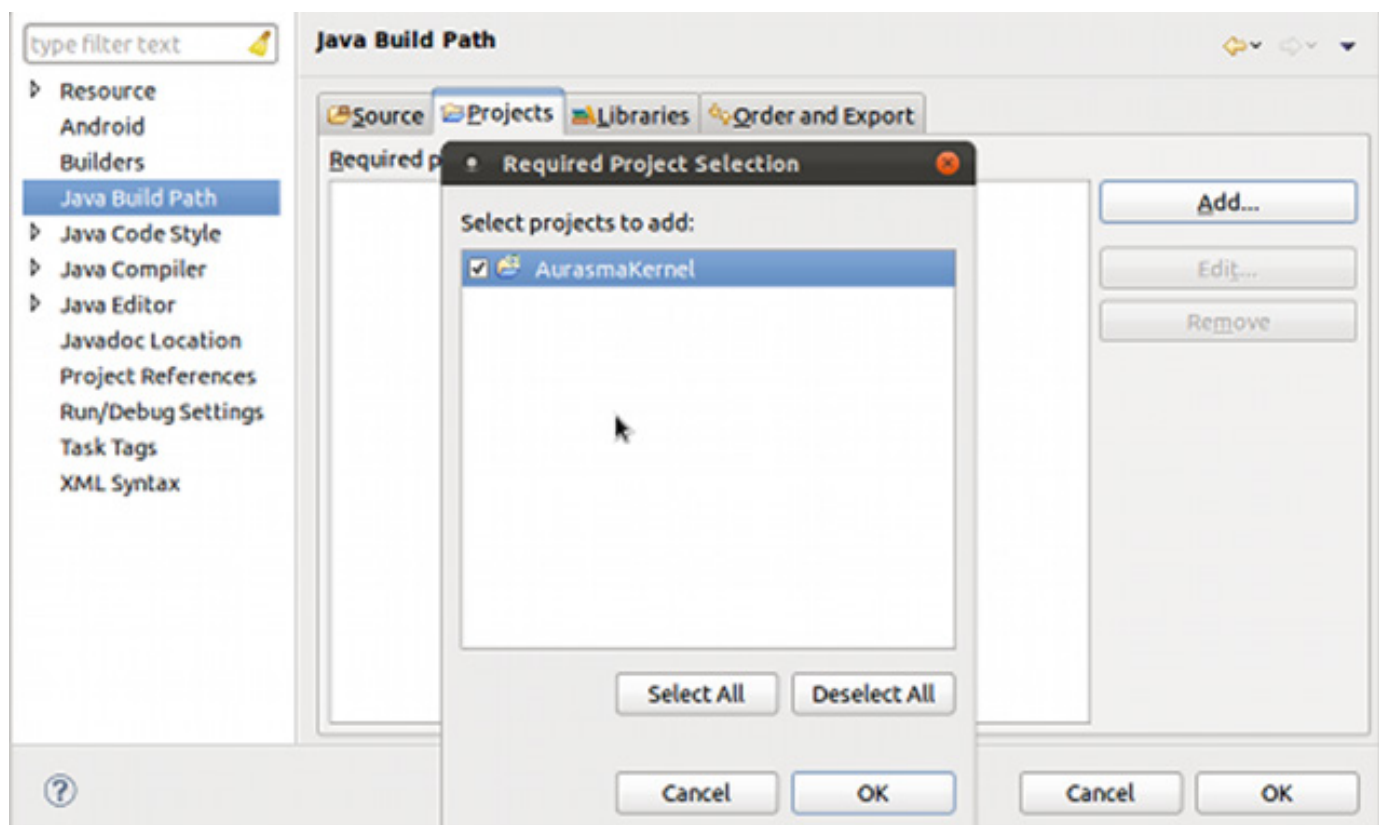 type filter text
Resource
Android
Builders
Java Build Path
Java Code Style
Java Compiler
Java Editor
Javadoc Location
Project References
Run/Debug Settings
Task Tags
XML Syntax
Java Build Path
Source Projects Libraries Order and Export
Required p
Add...
Edit...
Remove
Required Project Selection
Select projects to add:
AurasmaKernel
Select All Deselect All
Cancel OK
Cancel OK